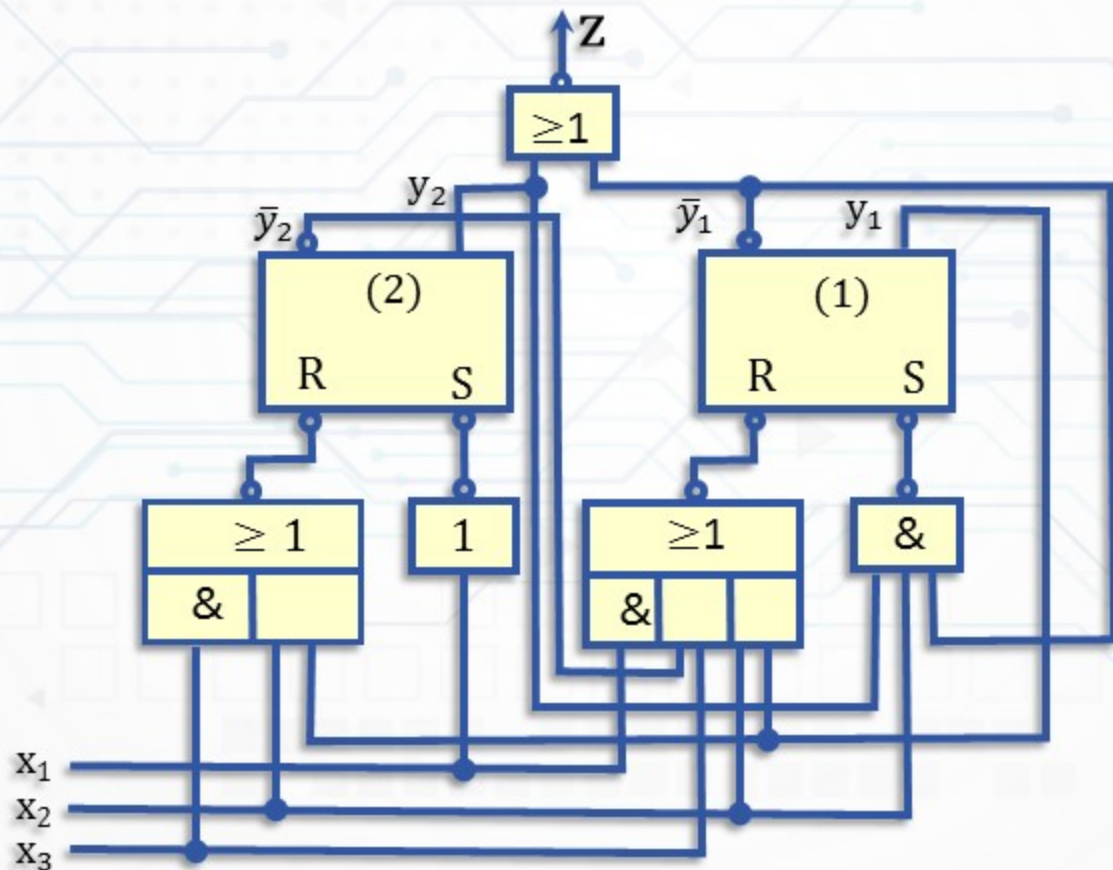 Z
≥1
y₂
ȳ₂
ȳ₁
y₁
(2)
R
S
(1)
R
S
≥ 1
&
1
≥1
&
&
x₁
x₂
x₃